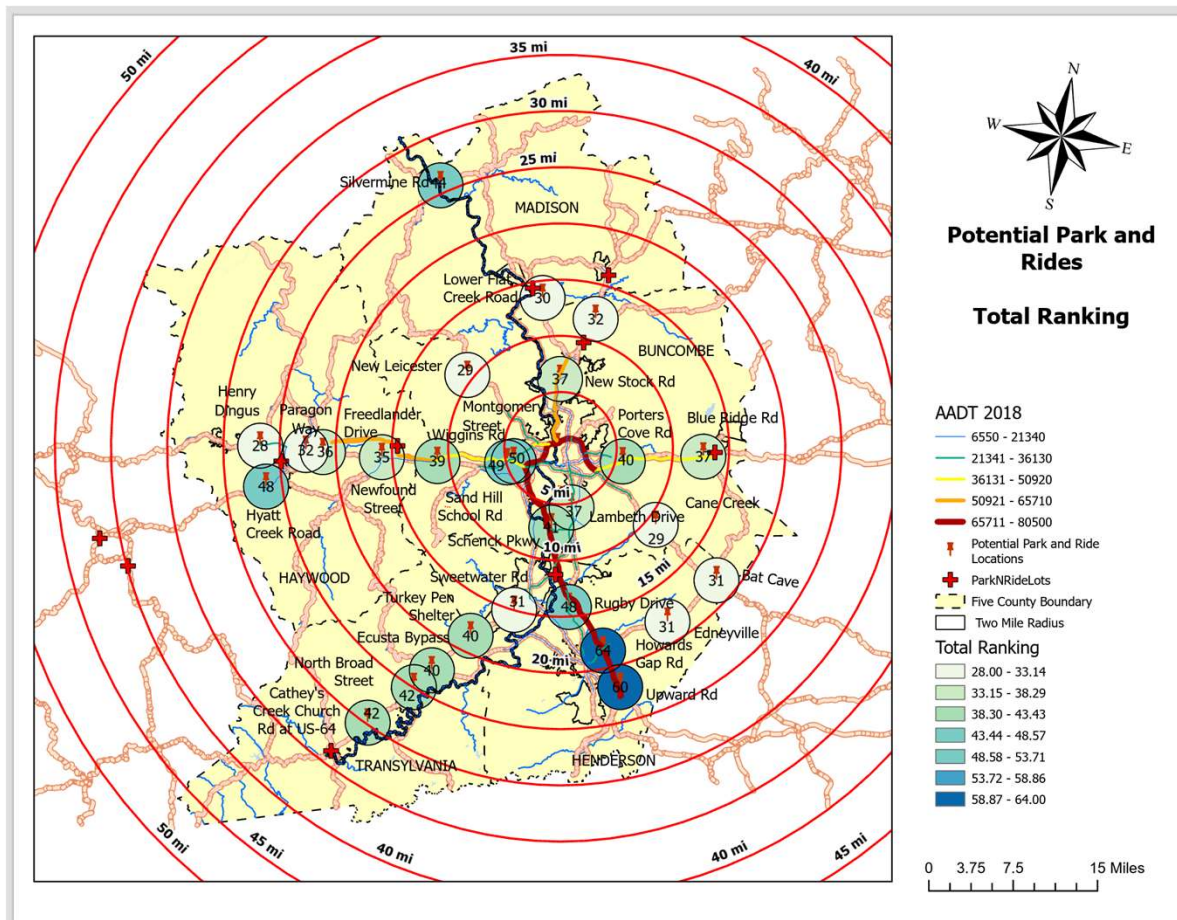 50 mi
35 mi
40 mi
30 mi
25 mi
Silvermine Rd
44
MADISON
Lower Flat
Creek Road
30
32
BUNCOMBE
New Leicester
29
37
New Stock Rd
Henry
Dingus
Paragon
Way
Freedlander
Drive
Montgomery
Street
Wiggins Rd
Porters
Cove Rd
Blue Ridge Rd
28
32
36
35
39
49
50
40
37
48
Hyatt
Creek Road
Newfound
Street
Sand Hill
School Rd
5 mi
37
Cane Creek
Lambeth Drive
41
Schenck Pkwy
29
10 mi
HAYWOOD
Sweetwater Rd
15 mi
31
Bat Cave
Turkey Pen
Shelter
31
48
Rugby Drive
31
Edneyville
40
Ecusta Bypass
64
Howards
Gap Rd
20 mi
North Broad
Street
40
42
60
Upward Rd
Cathey's
Creek Church
Rd at US-64
42
TRANSYLVANIA
HENDERSON
50 mi
45 mi
40 mi
40 mi
45 mi
N
W
E
S
Potential Park and
Rides
Total Ranking
AADT 2018
6550 - 21340
21341 - 36130
36131 - 50920
50921 - 65710
65711 - 80500
Potential Park and Ride
Locations
ParkNRideLots
Five County Boundary
Two Mile Radius
Total Ranking
28.00 - 33.14
33.15 - 38.29
38.30 - 43.43
43.44 - 48.57
48.58 - 53.71
53.72 - 58.86
58.87 - 64.00
0 3.75 7.5 15 Miles